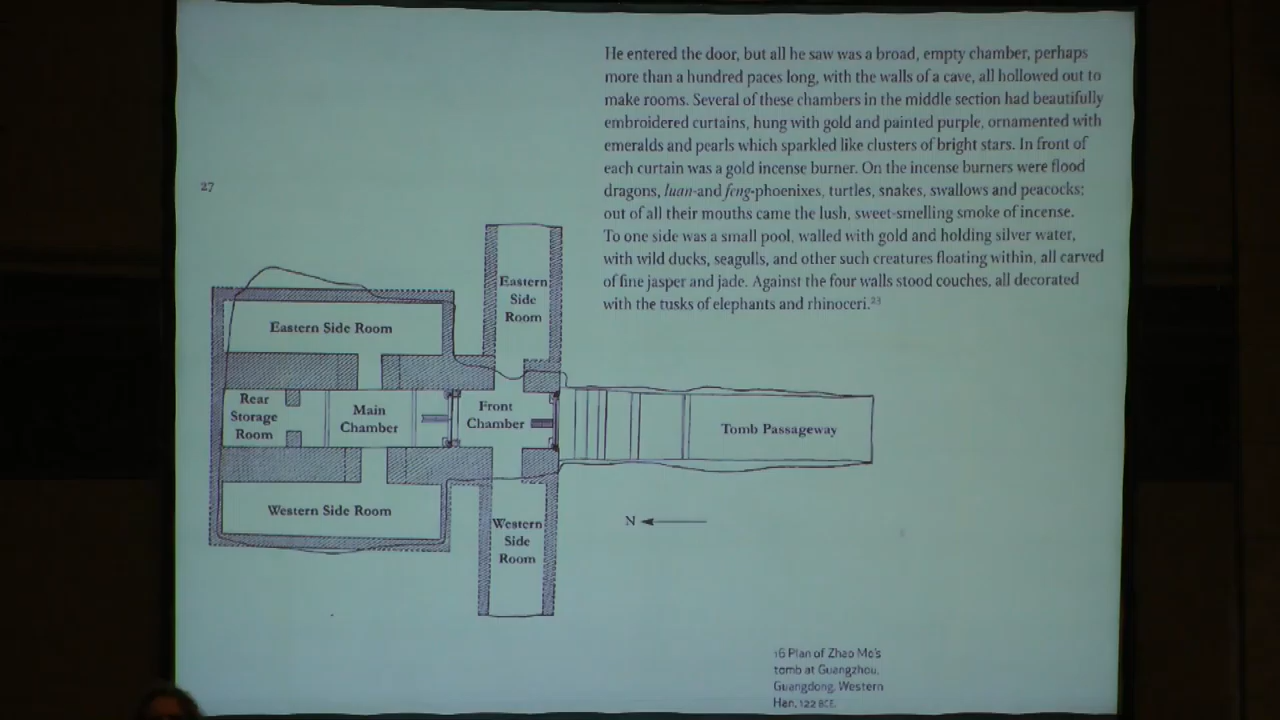 He entered the door, but all he saw was a broad, empty chamber, perhaps
more than a hundred paces long, with the walls of a cave, all hollowed out to
make rooms. Several of these chambers in the middle section had beautifully
embroidered curtains, hung with gold and painted purple, ornamented with
emeralds and pearls which sparkled like clusters of bright stars. In front of
each curtain was a gold incense burner. On the incense burners were flood
dragons, luan-and feng-phoenixes, turtles, snakes, swallows and peacocks;
out of all their mouths came the lush, sweet-smelling smoke of incense.
To one side was a small pool, walled with gold and holding silver water,
with wild ducks, seagulls, and other such creatures floating within, all carved
of fine jasper and jade. Against the four walls stood couches, all decorated
with the tusks of elephants and rhinoceri.23
27
Eastern
Side
Room
Eastern Side Room
Rear
Storage
Room
Main
Chamber
Front
Chamber
Tomb Passageway
Western Side Room
Western
Side
Room
N
16 Plan of Zhao Mo's
tomb at Guangzhou,
Guangdong, Western
Han, 122 BCE.